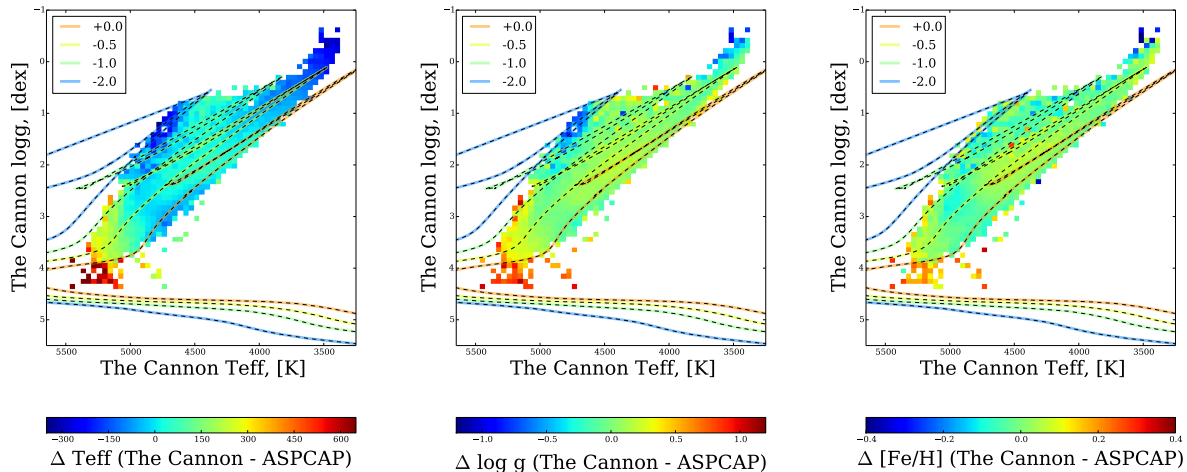 +0.0
-0.5
-1.0
-2.0
−1
0
1
2
3
4
5
The Cannon logg, [dex]
5500 5000 4500 4000 3500
The Cannon Teff, [K]
−300 −150 0 150 300 450 600
Δ Teff (The Cannon - ASPCAP)
+0.0
-0.5
-1.0
-2.0
−1
0
1
2
3
4
5
The Cannon logg, [dex]
5500 5000 4500 4000 3500
The Cannon Teff, [K]
−1.0 −0.5 0.0 0.5 1.0
Δ log g (The Cannon - ASPCAP)
+0.0
-0.5
-1.0
-2.0
−1
0
1
2
3
4
5
The Cannon logg, [dex]
5500 5000 4500 4000 3500
The Cannon Teff, [K]
−0.4 −0.2 0.0 0.2 0.4
Δ [Fe/H] (The Cannon - ASPCAP)